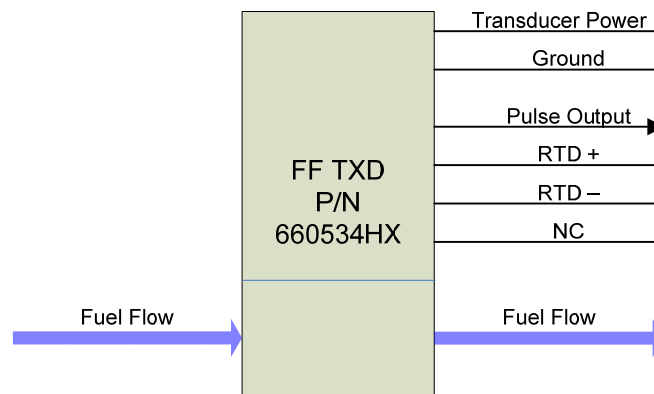 Transducer Power
Ground
Pulse Output
RTD +
RTD –
NC
FF TXD
P/N
660534HX
Fuel Flow
Fuel Flow